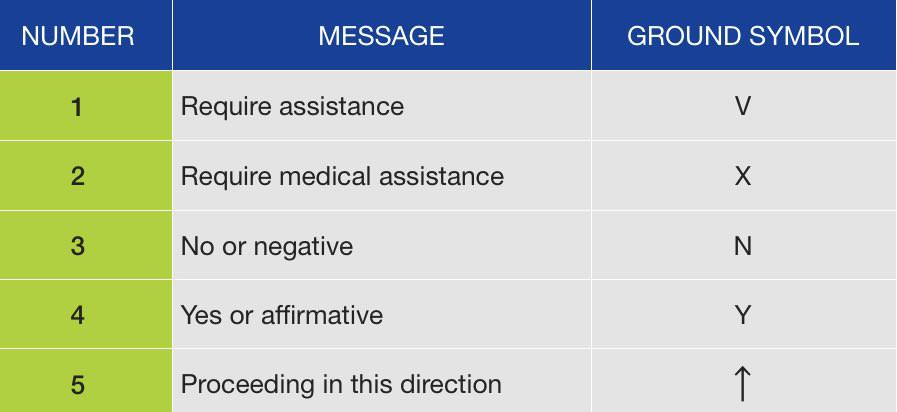 NUMBER MESSAGE GROUND SYMBOL
1 Require assistance V
2 Require medical assistance X
3 No or negative N
4 Yes or affirmative Y
5 Proceeding in this direction ↑